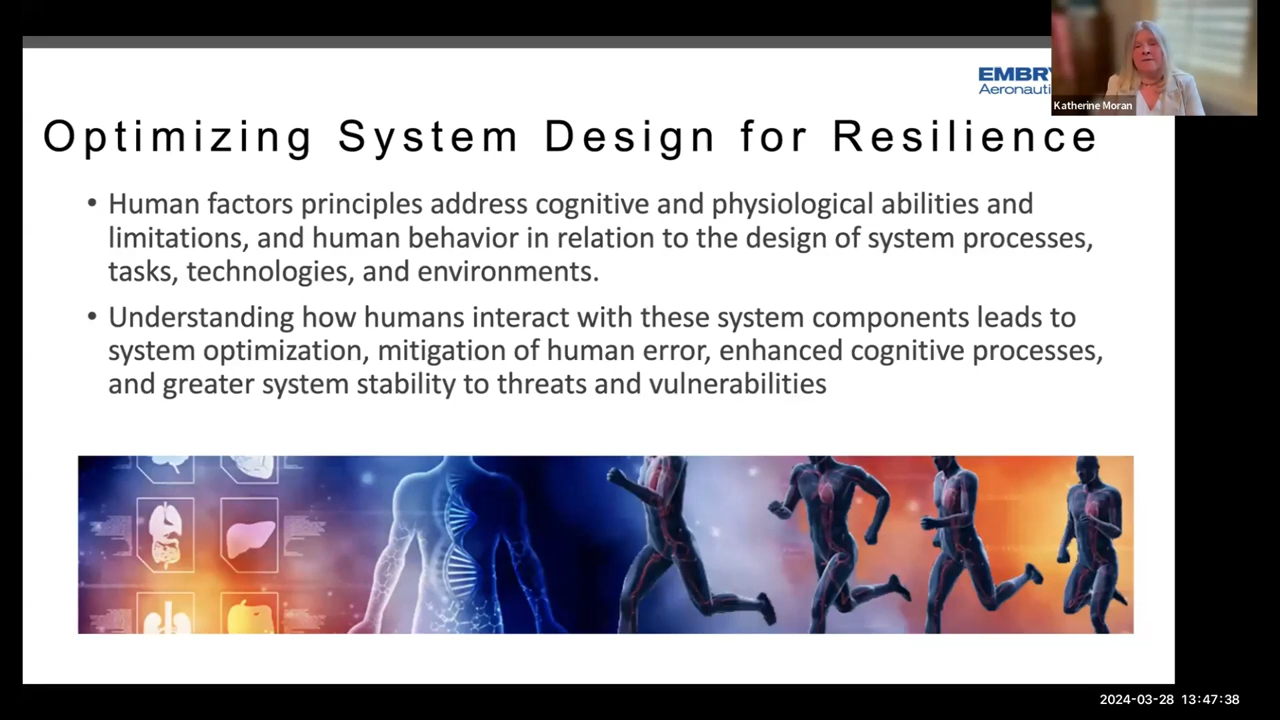 EMBRY
Aeronauti
Katherine Moran
Optimizing System Design for Resilience
• Human factors principles address cognitive and physiological abilities and
limitations, and human behavior in relation to the design of system processes,
tasks, technologies, and environments.
• Understanding how humans interact with these system components leads to
system optimization, mitigation of human error, enhanced cognitive processes,
and greater system stability to threats and vulnerabilities
2024-03-28 13:47:38